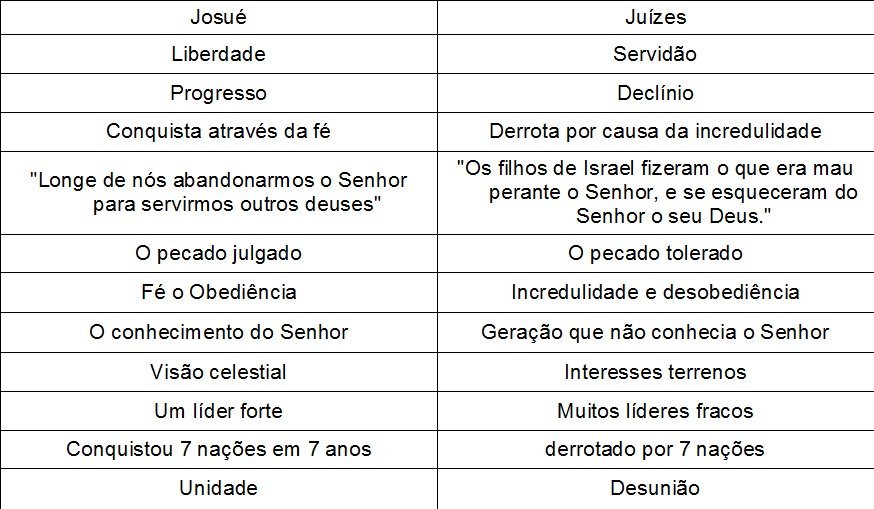 Josué Juízes
Liberdade Servidão
Progresso Declínio
Conquista através da fé Derrota por causa da incredulidade
"Longe de nós abandonarmos o Senhor
para servirmos outros deuses"
"Os filhos de Israel fizeram o que era mau
perante o Senhor, e se esqueceram do
Senhor o seu Deus."
O pecado julgado O pecado tolerado
Fé o Obediência Incredulidade e desobediência
O conhecimento do Senhor Geração que não conhecia o Senhor
Visão celestial Interesses terrenos
Um líder forte Muitos líderes fracos
Conquistou 7 nações em 7 anos derrotado por 7 nações
Unidade Desunião